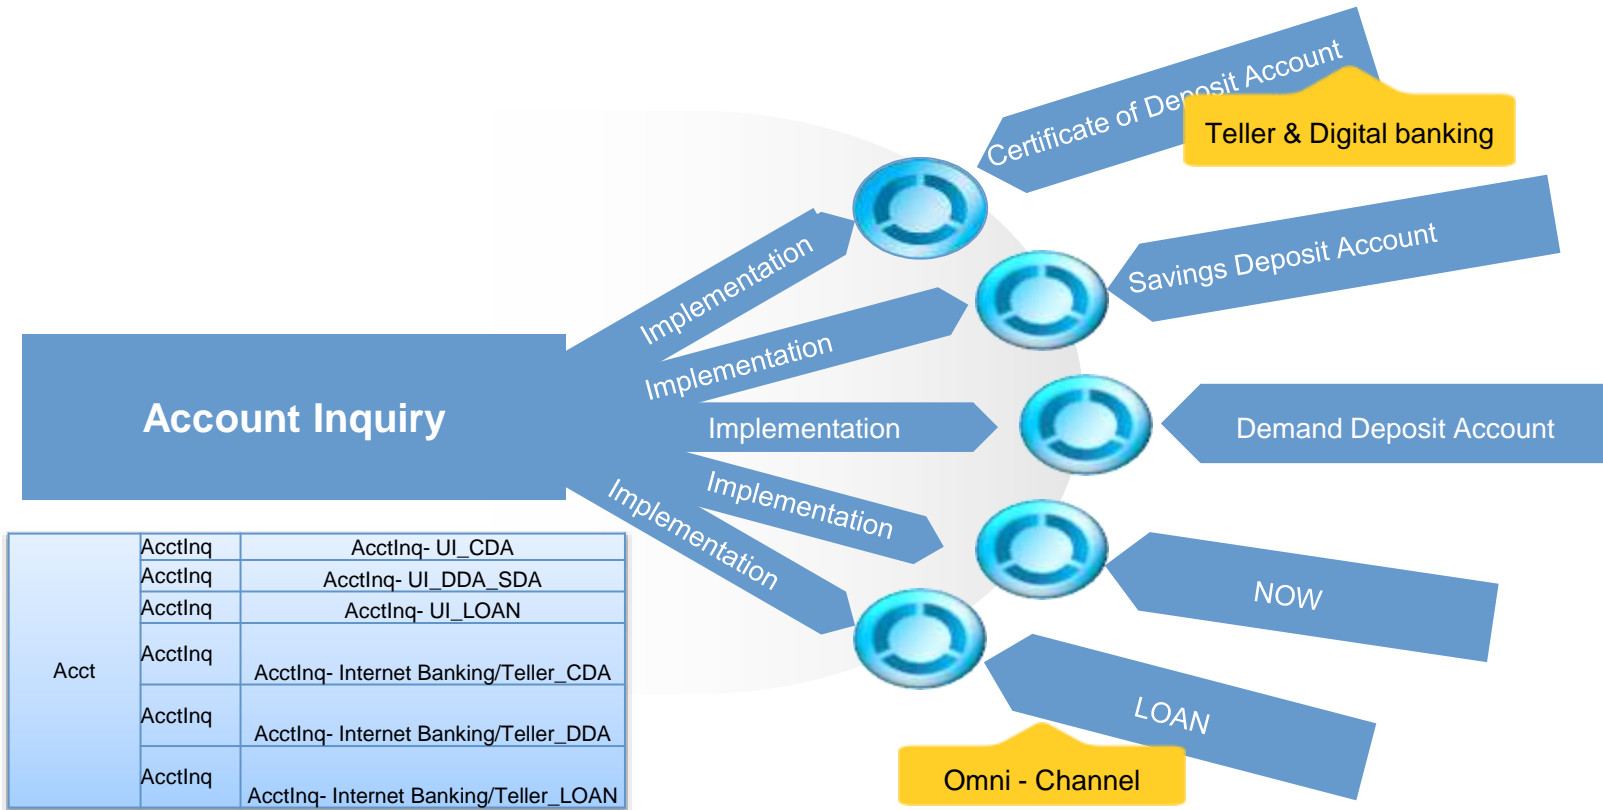 Certificate of Deposit Account
Teller & Digital banking
Implementation
Savings Deposit Account
Implementation
Account Inquiry
Implementation
Demand Deposit Account
Implementation
NOW
Implementation
LOAN
Omni - Channel
Acct
AcctInq
AcctInq- UI_CDA
AcctInq
AcctInq- UI_DDA_SDA
AcctInq
AcctInq- UI_LOAN
AcctInq
AcctInq- Internet Banking/Teller_CDA
AcctInq
AcctInq- Internet Banking/Teller_DDA
AcctInq
AcctInq- Internet Banking/Teller_LOAN